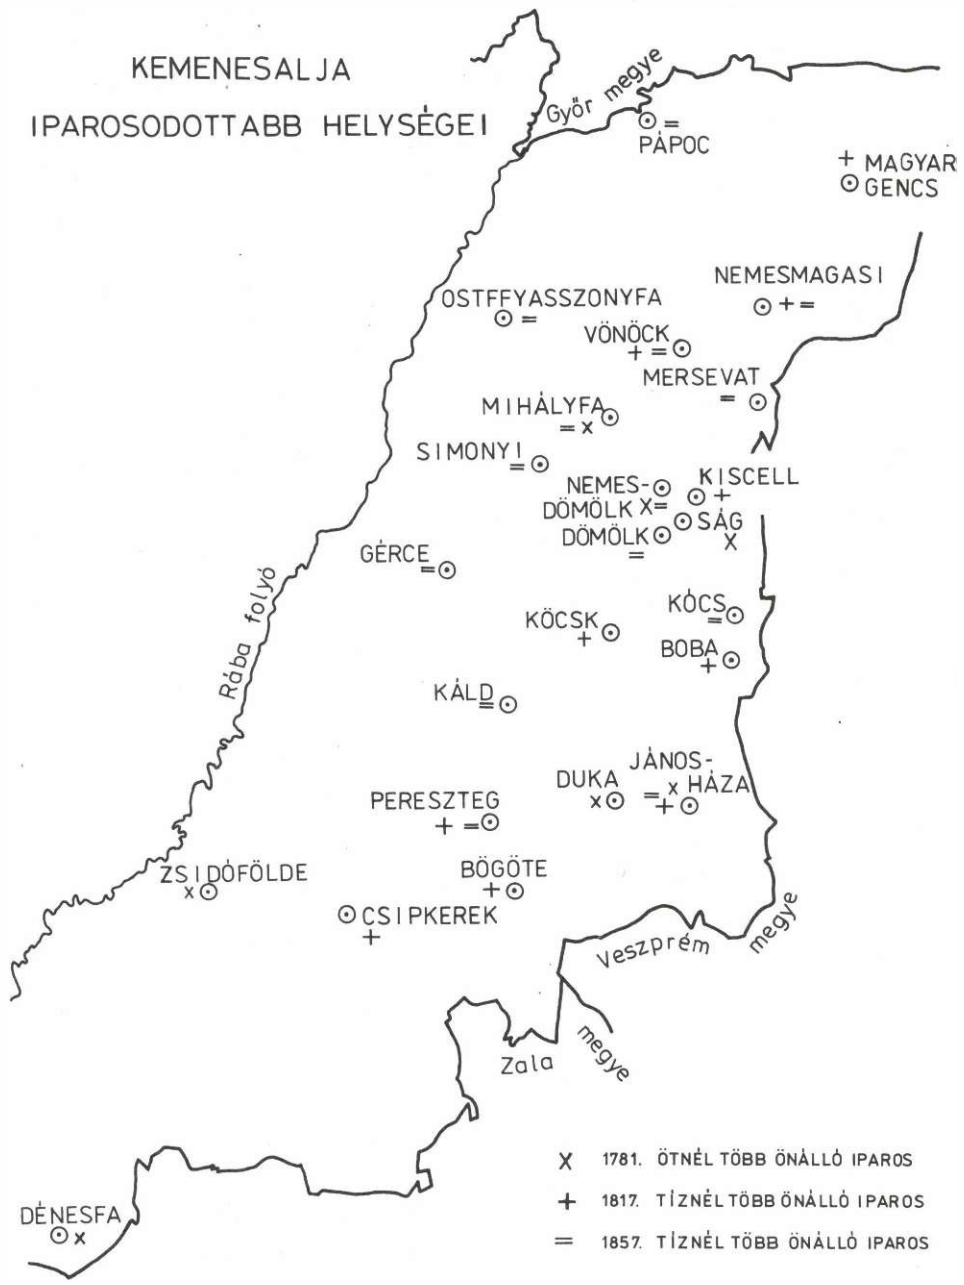 KEMENESALJA
IPAROSODOTTABB HELYSÉGEI
Győr megye
PÁPOC
MAGYAR
GENCS
NEMESMAGASI
OSTFFYASSZONYFA
VÖNÖCK
MERSEVAT
MIHÁLYFA
SIMONYI
KISCELL
NEMES-
DÖMÖLK
SÁG
DÖMÖLK
GÉRCE
Rába folyó
KÓCS
KÖCSK
BOBA
KÁLD
JÁNOS-
HÁZA
DUKA
PERESZTEG
ZSIDÓFÖLDE
BÖGÖTE
CSIPKEREK
Veszprém megye
Zala megye
DÉNESFA
x 1781. ÖTNÉL TÖBB ÖNÁLLÓ IPAROS
+ 1817. TÍZNÉL TÖBB ÖNÁLLÓ IPAROS
= 1857. TÍZNÉL TÖBB ÖNÁLLÓ IPAROS